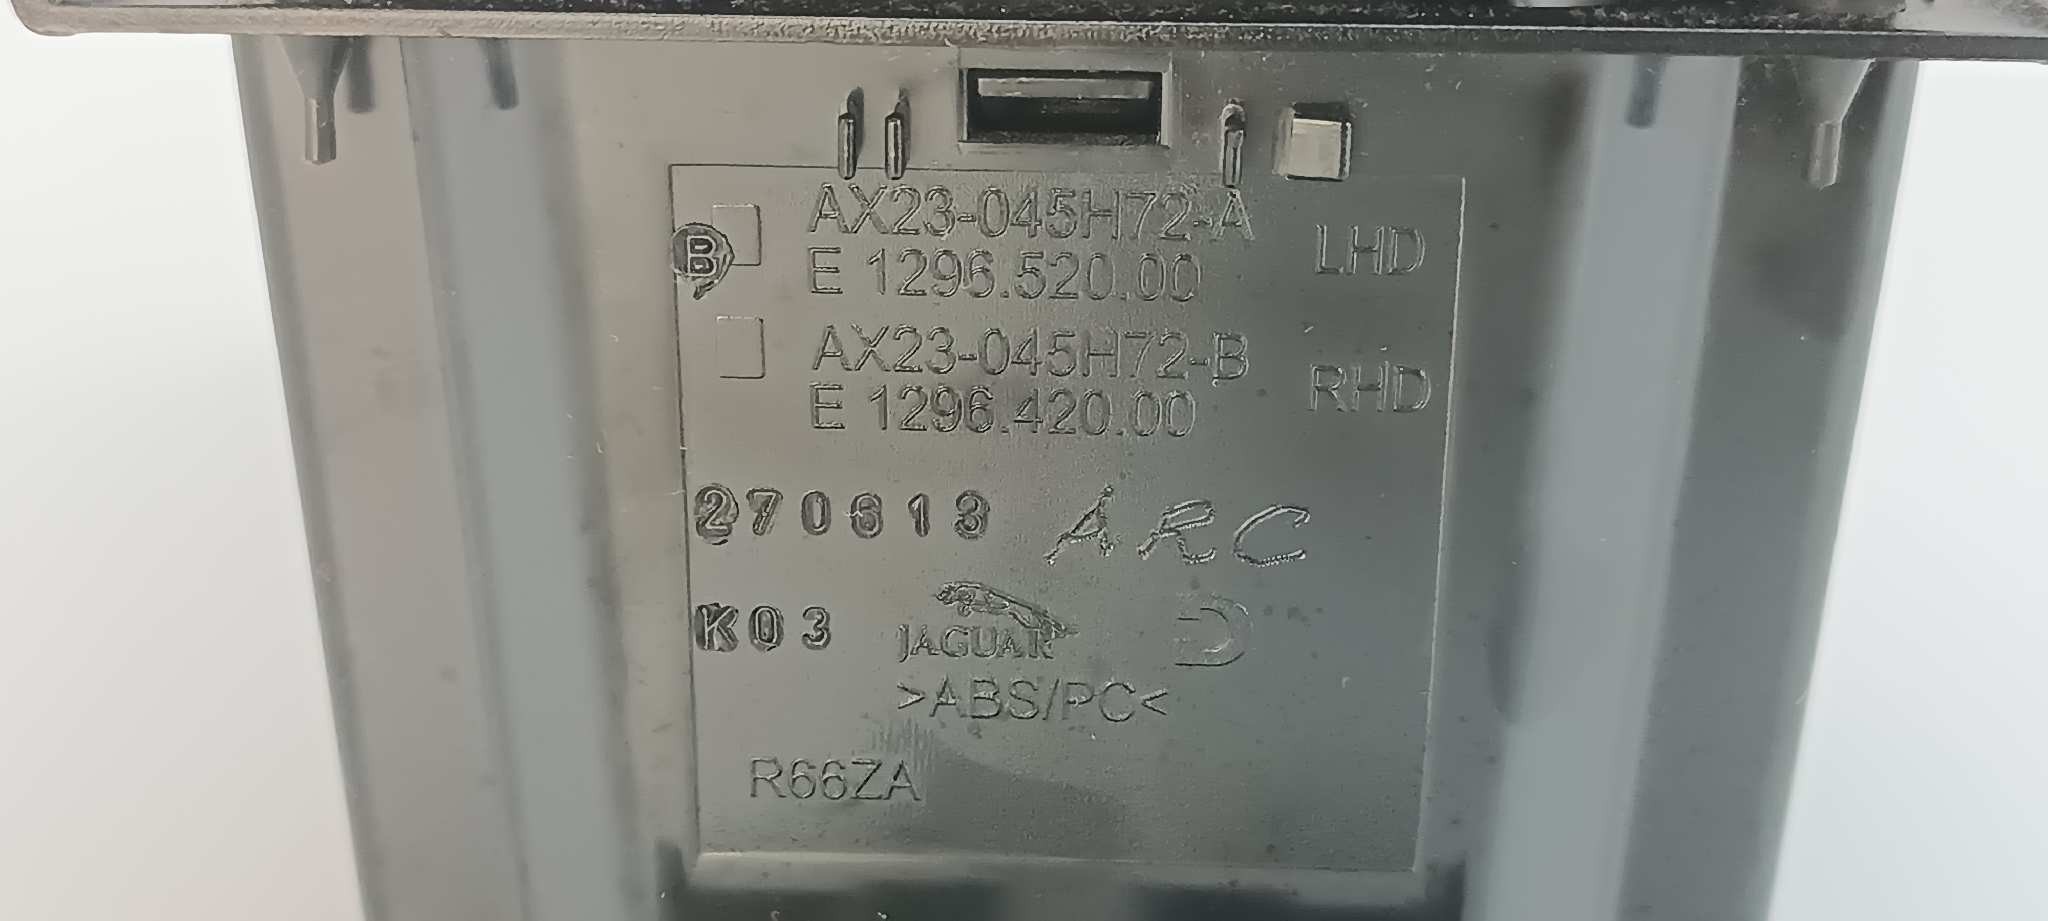 AX23-045H72-A
LHD
B
E 1296.520.00
AX23-045H72-B
RHD
E 1296.420.00
270613
ARC
K03
JAGUAR
>ABS/PC<
R66ZA